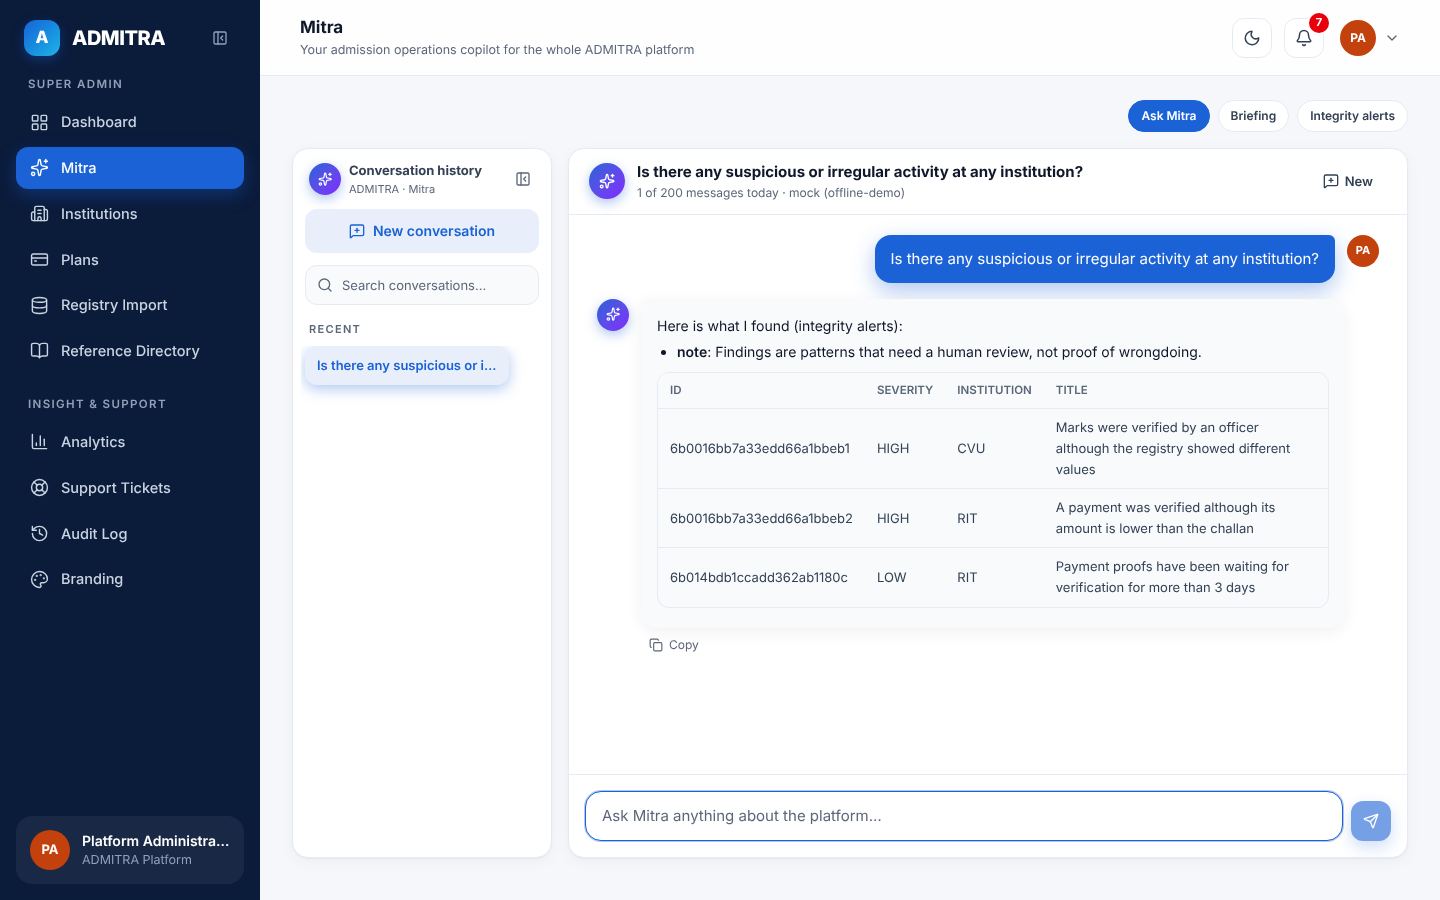 A ADMITRA
SUPER ADMIN
Dashboard
Mitra
Institutions
Plans
Registry Import
Reference Directory
INSIGHT & SUPPORT
Analytics
Support Tickets
Audit Log
Branding
PA
Platform Administra...
ADMITRA Platform
Mitra
Your admission operations copilot for the whole ADMITRA platform
7
PA
Ask Mitra
Briefing
Integrity alerts
Conversation history
ADMITRA · Mitra
New conversation
Search conversations...
RECENT
Is there any suspicious or i...
Is there any suspicious or irregular activity at any institution?
1 of 200 messages today · mock (offline-demo)
New
Is there any suspicious or irregular activity at any institution?
PA
Here is what I found (integrity alerts):
• note: Findings are patterns that need a human review, not proof of wrongdoing.
ID SEVERITY INSTITUTION TITLE
6b0016bb7a33edd66a1bbeb1 HIGH CVU Marks were verified by an officer
although the registry showed different
values
6b0016bb7a33edd66a1bbeb2 HIGH RIT A payment was verified although its
amount is lower than the challan
6b014bdb1ccadd362ab1180c LOW RIT Payment proofs have been waiting for
verification for more than 3 days
Copy
Ask Mitra anything about the platform...